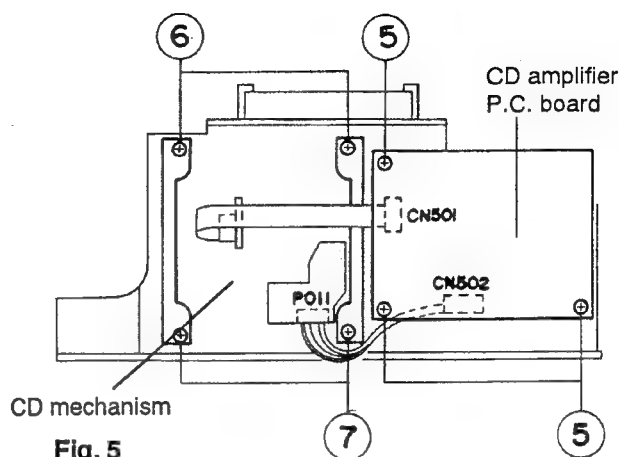 6
5
CD amplifier
P.C. board
CN501
CN502
P011
CD mechanism
7
5
Fig. 5